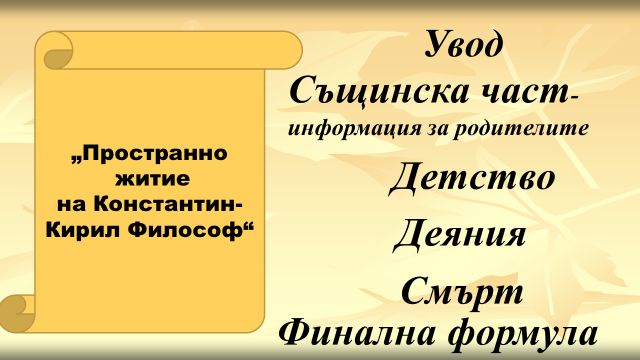 „Пространно
житие
на Константин-
Кирил Философ“
Увод
Същинска част-
информация за родителите
Детство
Деяния
Смърт
Финална формула